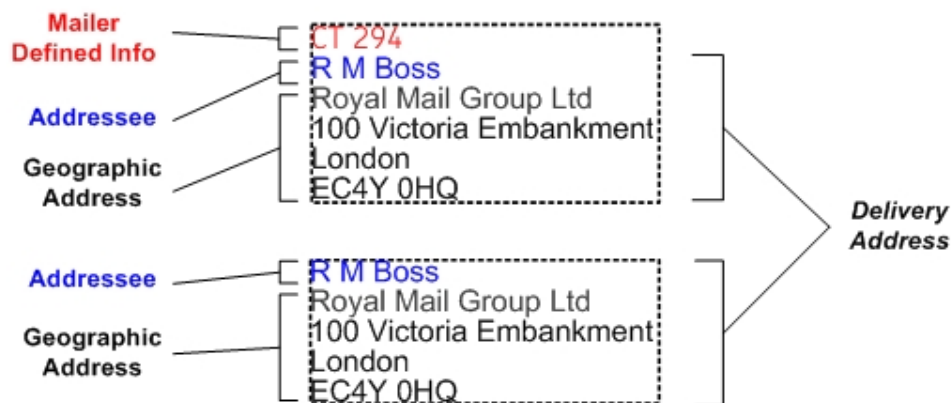 Mailer
Defined Info
CT 294
R M Boss
Addressee
Royal Mail Group Ltd
100 Victoria Embankment
Geographic
Address
London
EC4Y 0HQ
Delivery
Address
Addressee
R M Boss
Royal Mail Group Ltd
100 Victoria Embankment
Geographic
Address
London
EC4Y 0HQ